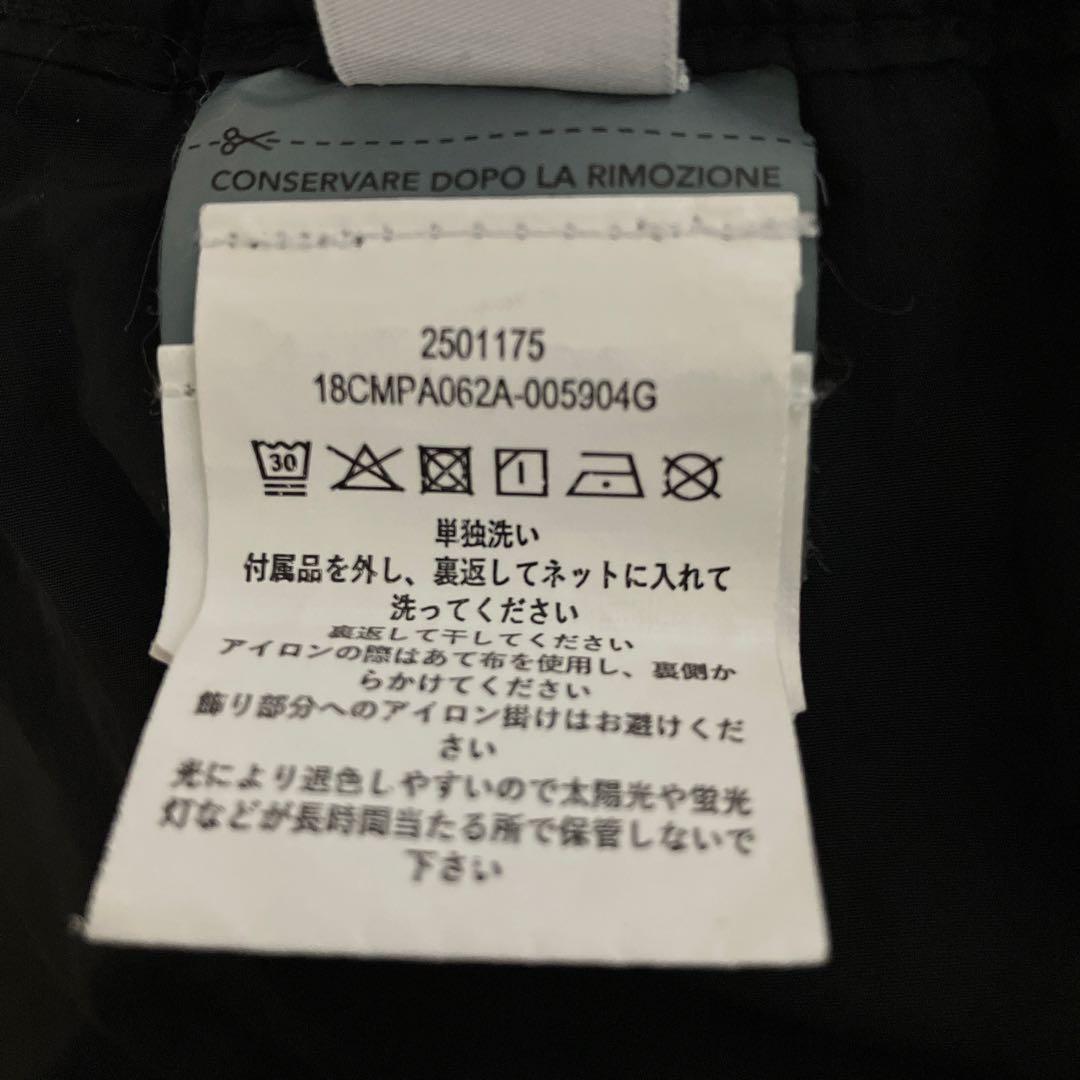 CONSERVARE DOPO LA RIMOZIONE
2501175
18CMPA062A-005904G
30
単独洗い
付属品を外し、裏返してネットに入れて
洗ってください
裏返して干してください
アイロンの際はあて布を使用し、裏側か
らかけてください
飾り部分へのアイロン掛けはお避けくだ
さい
光により退色しやすいので太陽光や蛍光
灯などが長時間当たる所で保管しないで
下さい